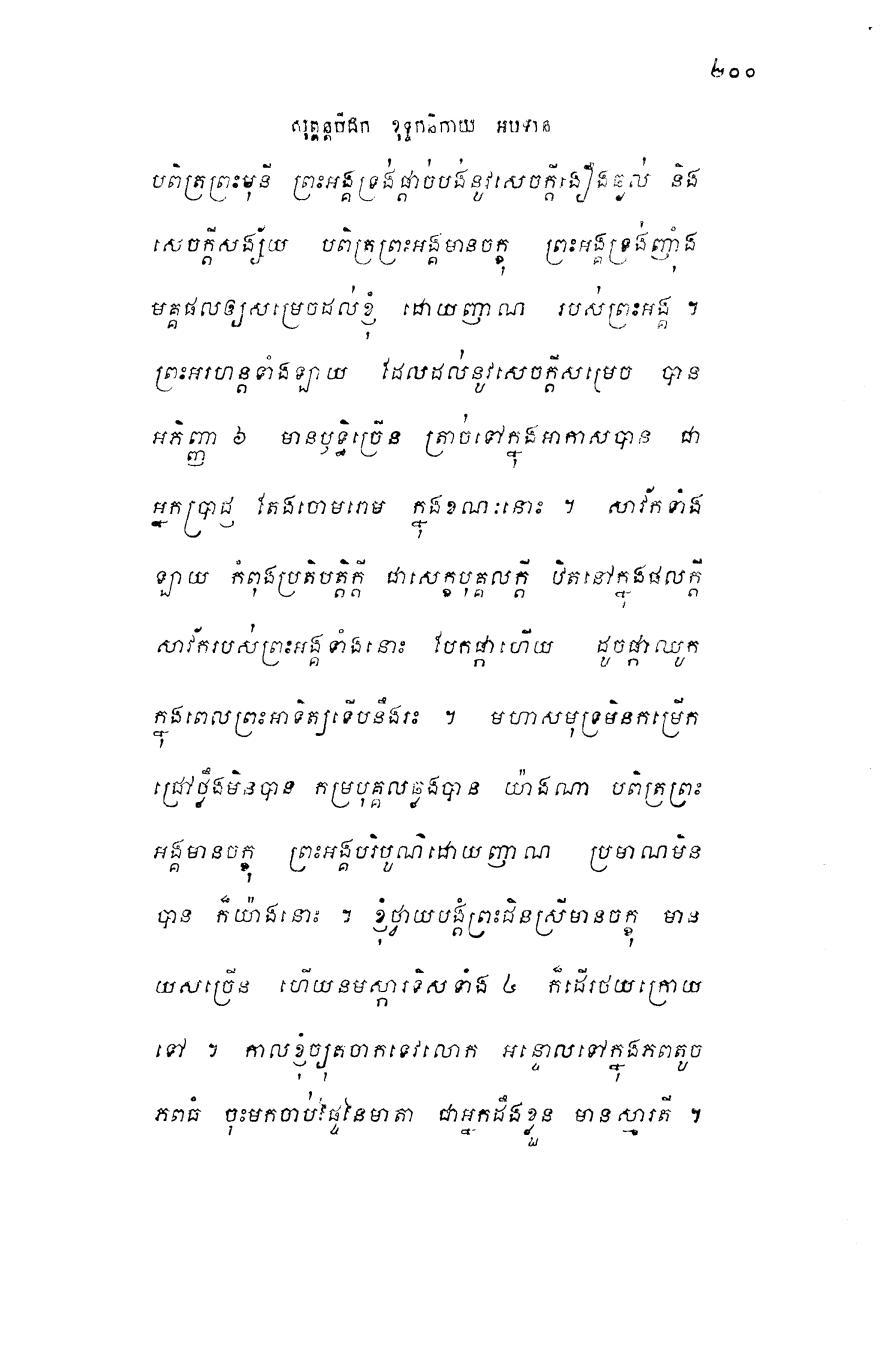 ២០០
សុត្តន្តបិដក ខុទ្ទកនិកាយ អបទាន
បពិត្រព្រះមុនី ព្រះអង្គទ្រង់ផ្តាច់បង់នូវសេចក្តីងឿងឆ្ងល់ និង
សេចក្តីសង្ស័យ បពិត្រព្រះអង្គមានចក្ខុ ព្រះអង្គទ្រង់ញ៉ាំង
មគ្គផលឲ្យសម្រេចដល់ខ្ញុំ ដោយញាណ របស់ព្រះអង្គ ។
ព្រះអរហន្តទាំងឡាយ ដែលដល់នូវសេចក្តីសម្រេច បាន
អភិញ្ញា ៦ មានឫទ្ធិច្រើន ត្រាច់ទៅក្នុងអាកាសបាន ជា
អ្នកប្រាជ្ញ តែងចោមរោម ក្នុងខណៈនោះ ។ សាវ័កទាំង
ឡាយ កំពុងប្រតិបត្តិក្តី ជាសេក្ខបុគ្គលក្តី ឋិតនៅក្នុងផលក្តី
សាវ័ករបស់ព្រះអង្គទាំងនោះ បែកផ្កាហើយ ដូចផ្កាឈូក
ក្នុងពេលព្រះអាទិត្យទើបនឹងរះ ។ មហាសមុទ្រមិនកម្រើក
ជ្រៅថ្លឹងមិនបាន កម្របុគ្គលឆ្លងបាន យ៉ាងណា បពិត្រព្រះ
អង្គមានចក្ខុ ព្រះអង្គបរិបូណ៌ដោយញាណ ប្រមាណមិន
បាន ក៏យ៉ាងនោះ ។ ខ្ញុំថ្វាយបង្គំព្រះជិនស្រីមានចក្ខុ មាន
យសច្រើន ហើយនមស្ការទិសទាំង ៤ ក៏ដើរថយក្រោយ
ទៅ ។ កាលខ្ញុំច្យុតចាកទេវលោក អន្ទោលទៅក្នុងភពតូច
ភពធំ ចុះមកចាប់ផ្ទៃនៃមាតា ជាអ្នកដឹងខ្លួន មានស្មារតី ។